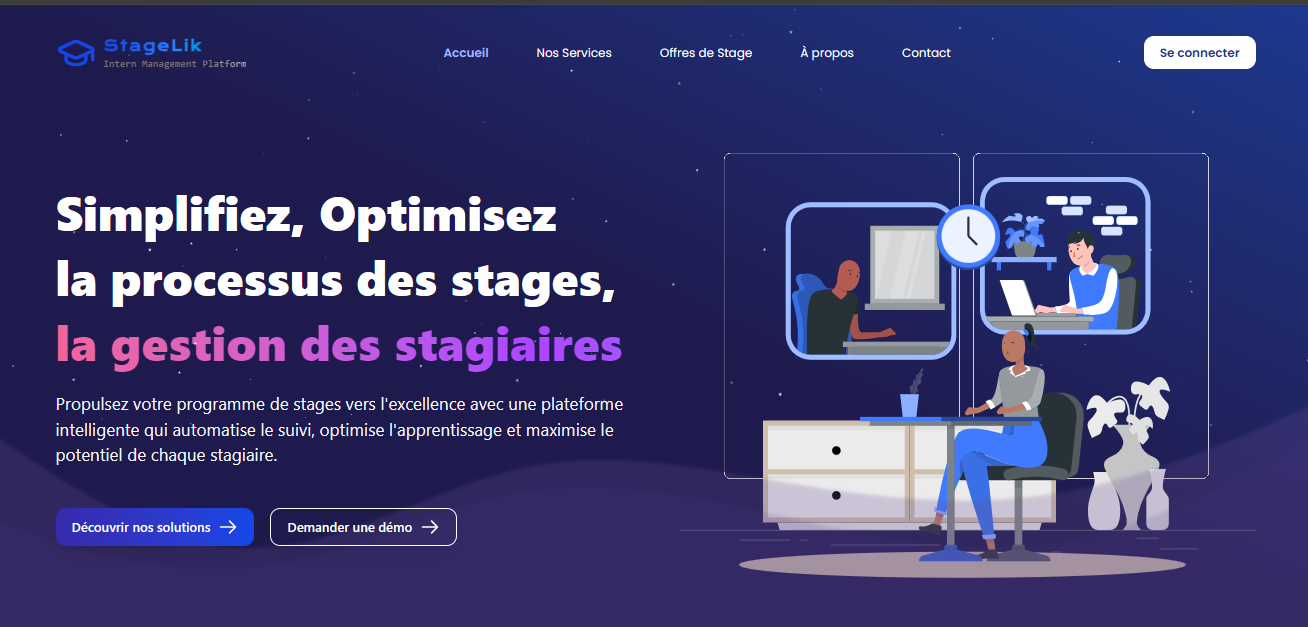 StageLik
Intern Management Platform
Accueil
Nos Services
Offres de Stage
À propos
Contact
Se connecter
Simplifiez, Optimisez
la processus des stages,
la gestion des stagiaires
Propulsez votre programme de stages vers l'excellence avec une plateforme
intelligente qui automatise le suivi, optimise l'apprentissage et maximise le
potentiel de chaque stagiaire.
Découvrir nos solutions
Demander une démo